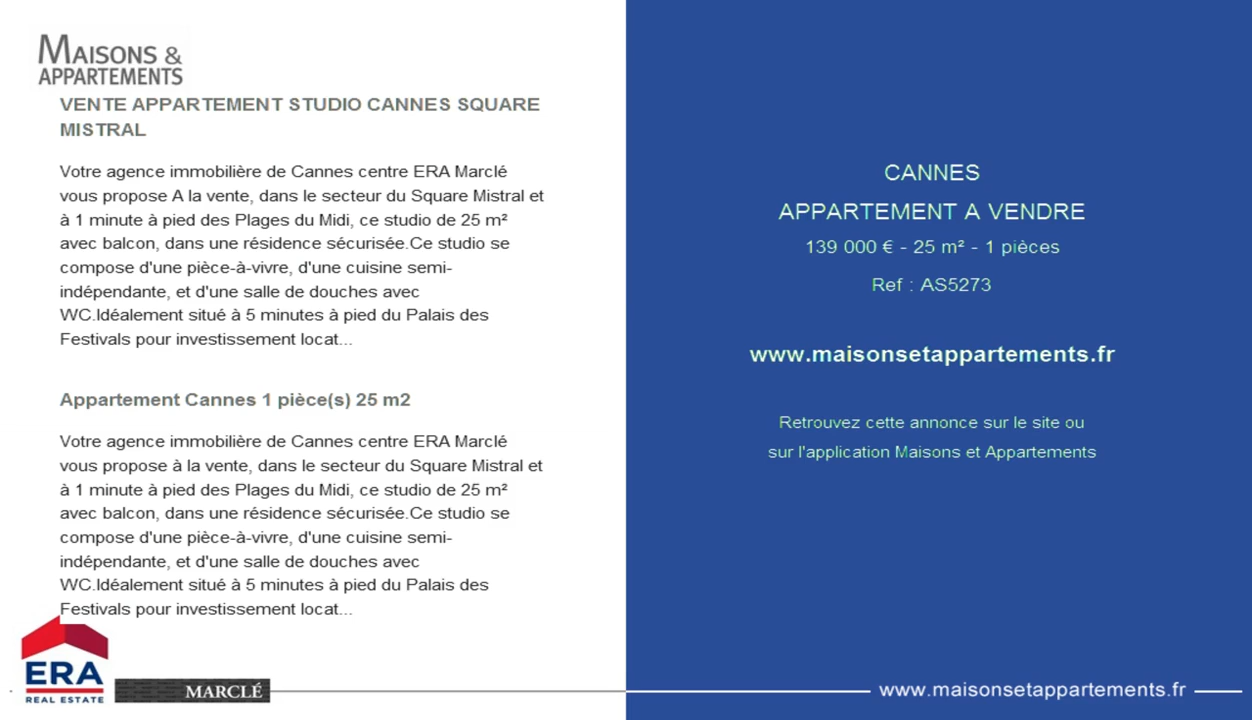 MAISONS &
APPARTEMENTS
VENTE APPARTEMENT STUDIO CANNES SQUARE
MISTRAL
Votre agence immobilière de Cannes centre ERA Marclé
vous propose A la vente, dans le secteur du Square Mistral et
à 1 minute à pied des Plages du Midi, ce studio de 25 m²
avec balcon, dans une résidence sécurisée.Ce studio se
compose d'une pièce-à-vivre, d'une cuisine semi-
indépendante, et d'une salle de douches avec
WC.Idéalement situé à 5 minutes à pied du Palais des
Festivals pour investissement locat...
Appartement Cannes 1 pièce(s) 25 m2
Votre agence immobilière de Cannes centre ERA Marclé
vous propose à la vente, dans le secteur du Square Mistral et
à 1 minute à pied des Plages du Midi, ce studio de 25 m²
avec balcon, dans une résidence sécurisée.Ce studio se
compose d'une pièce-à-vivre, d'une cuisine semi-
indépendante, et d'une salle de douches avec
WC.Idéalement situé à 5 minutes à pied du Palais des
Festivals pour investissement locat...
ERA
REAL ESTATE
MARCLÉ
CANNES
APPARTEMENT A VENDRE
139 000 € - 25 m² - 1 pièces
Ref : AS5273
www.maisonsetappartements.fr
Retrouvez cette annonce sur le site ou
sur l'application Maisons et Appartements
www.maisonsetappartements.fr